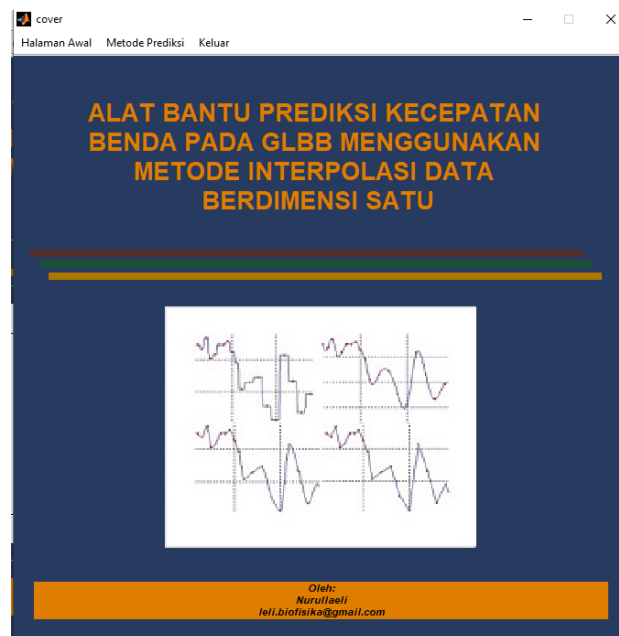 cover
Halaman Awal Metode Prediksi Keluar
ALAT BANTU PREDIKSI KECEPATAN
BENDA PADA GLBB MENGGUNAKAN
METODE INTERPOLASI DATA
BERDIMENSI SATU
Oleh:
Nurullaeli
leli.biofisika@gmail.com